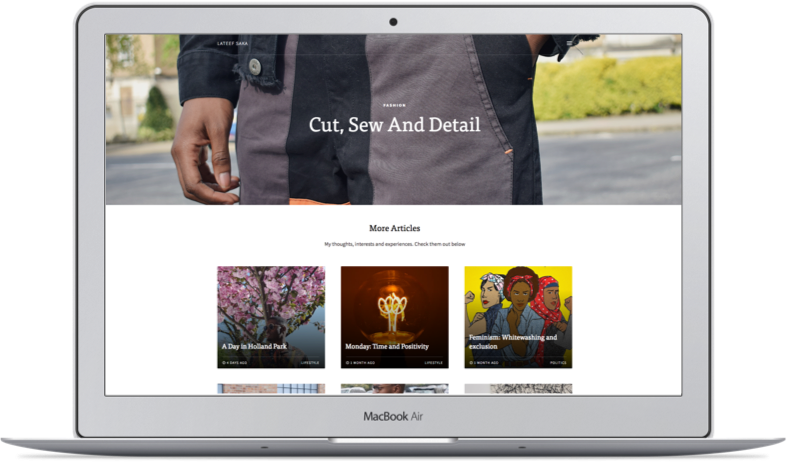 LATEEF SAKA
FASHION
Cut, Sew And Detail
More Articles
My thoughts, interests and experiences. Check them out below
A Day in Holland Park
4 DAYS AGO
LIFESTYLE
Monday: Time and Positivity
1 MONTH AGO
LIFESTYLE
Feminism: Whitewashing and
exclusion
1 MONTH AGO
POLITICS
MacBook Air